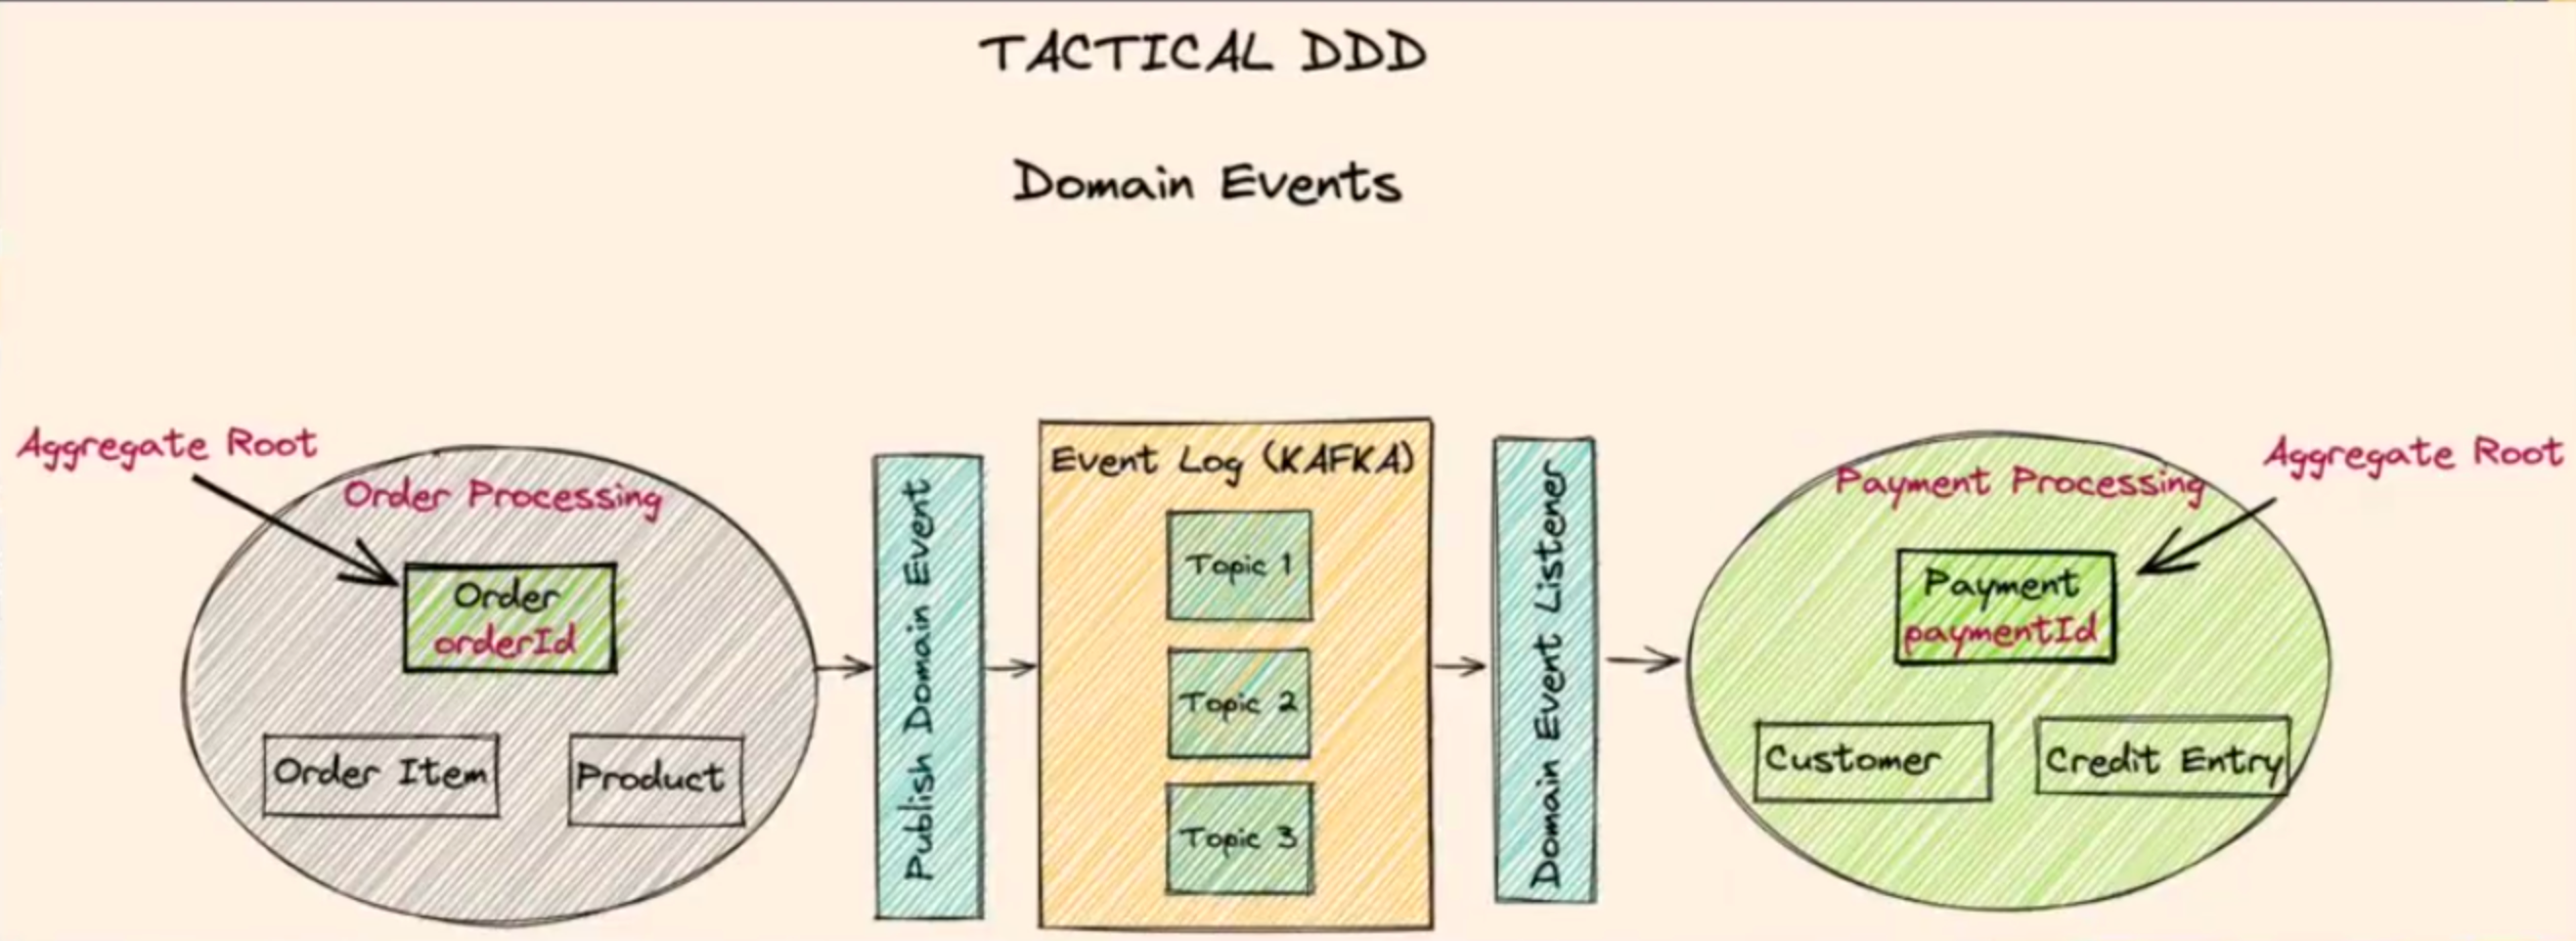 TACTICAL DDD
Domain Events
Aggregate Root
Order Processing
Order
orderId
Order Item
Product
Publish Domain Event
Event Log (KAFKA)
Topic 1
Topic 2
Topic 3
Domain Event Listener
Payment Processing
Aggregate Root
Payment
paymentId
Customer
Credit Entry